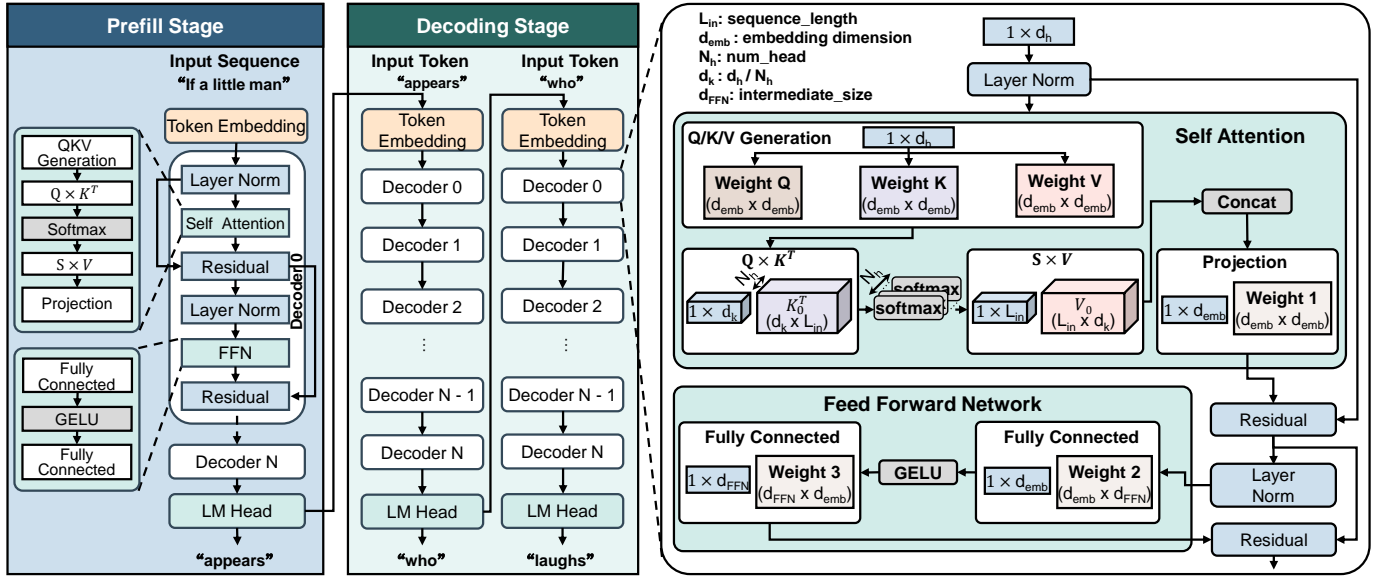 Prefill Stage
Input Sequence
❝If a little man❞
Token Embedding
Layer Norm
Self Attention
Residual
Layer Norm
FFN
Residual
Decoder 0
Decoder N
LM Head
❝appears❞
QKV
Generation
Q × K^T
Softmax
S × V
Projection
Fully
Connected
GELU
Fully
Connected
Decoding Stage
Input Token
❝appears❞
Token
Embedding
Decoder 0
Decoder 1
Decoder 2
⋮
Decoder N - 1
Decoder N
LM Head
❝who❞
Input Token
❝who❞
Token
Embedding
Decoder 0
Decoder 1
Decoder 2
⋮
Decoder N - 1
Decoder N
LM Head
❝laughs❞
L_in: sequence_length
d_emb : embedding dimension
N_h: num_head
d_k : d_h / N_h
d_FFN: intermediate_size
1 × d_h
Layer Norm
Self Attention
Q/K/V Generation
1 × d_h
Weight Q
(d_emb x d_emb)
Weight K
(d_emb x d_emb)
Weight V
(d_emb x d_emb)
Concat
Q × K^T
N_h
1 × d_k
K_0^T
(d_k x L_in)
N_h
softmax
softmax
S × V
1 × L_in
V_0
(L_in x d_k)
Projection
1 × d_emb
Weight 1
(d_emb x d_emb)
Residual
Layer
Norm
Residual
Feed Forward Network
Fully Connected
1 × d_FFN
Weight 3
(d_FFN x d_emb)
GELU
Fully Connected
1 × d_emb
Weight 2
(d_emb x d_FFN)